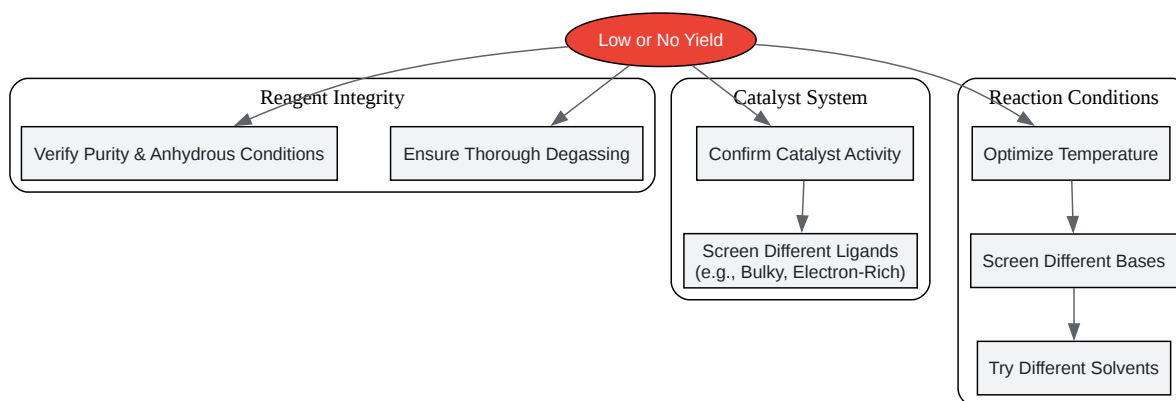 Low or No Yield
Reagent Integrity
Catalyst System
Reaction Conditions
Verify Purity & Anhydrous Conditions
Ensure Thorough Degassing
Confirm Catalyst Activity
Optimize Temperature
Screen Different Ligands
(e.g., Bulky, Electron-Rich)
Screen Different Bases
Try Different Solvents